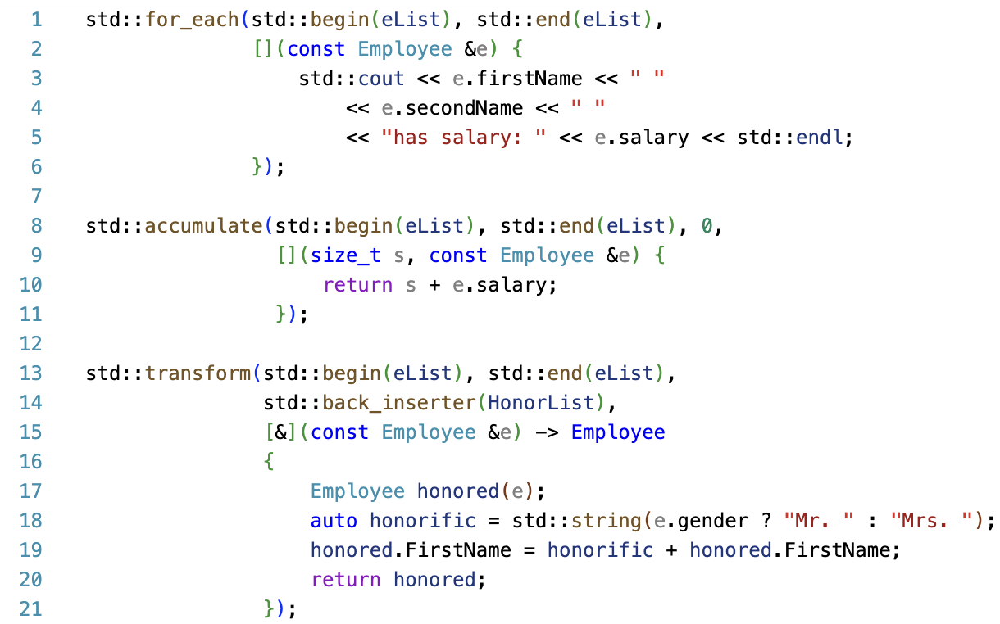 1 std::for_each(std::begin(eList), std::end(eList),
2 [](const Employee &e) {
3 std::cout << e.firstName << " "
4 << e.secondName << " "
5 << "has salary: " << e.salary << std::endl;
6 });
7
8 std::accumulate(std::begin(eList), std::end(eList), 0,
9 [](size_t s, const Employee &e) {
10 return s + e.salary;
11 });
12
13 std::transform(std::begin(eList), std::end(eList),
14 std::back_inserter(HonorList),
15 [&](const Employee &e) -> Employee
16 {
17 Employee honored(e);
18 auto honorific = std::string(e.gender ? "Mr. " : "Mrs. ");
19 honored.FirstName = honorific + honored.FirstName;
20 return honored;
21 });